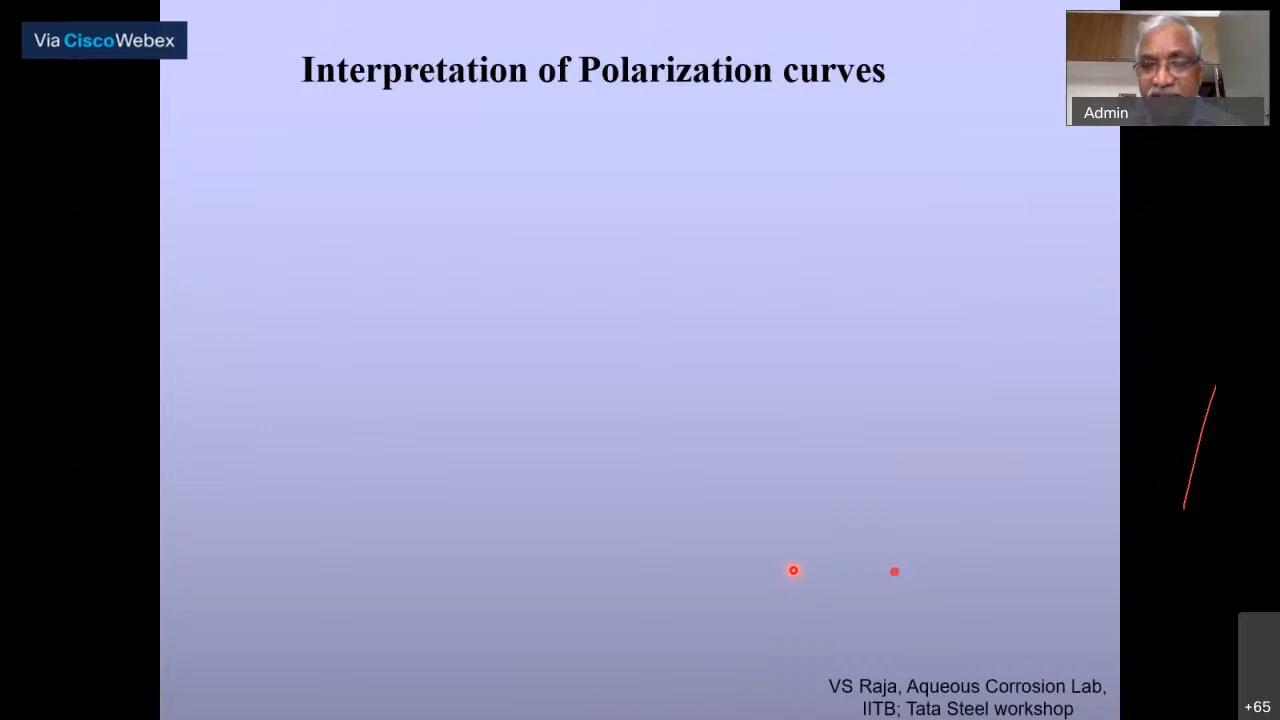 Via CiscoWebex
Interpretation of Polarization curves
Admin
VS Raja, Aqueous Corrosion Lab,
IITB; Tata Steel workshop
+65